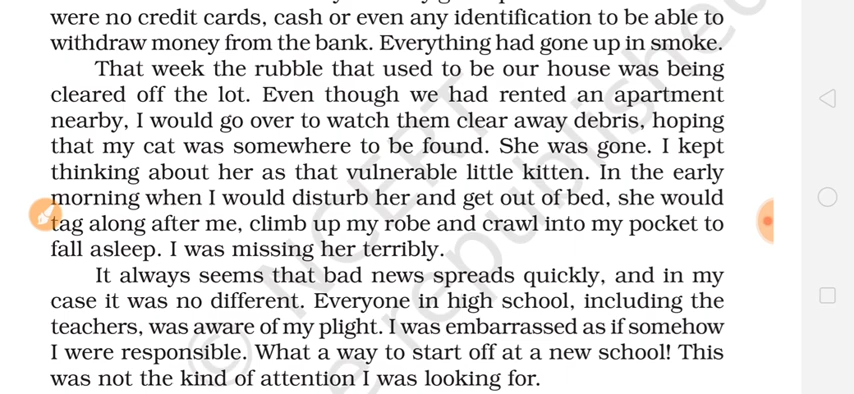 were no credit cards, cash or even any identification to be able to
withdraw money from the bank. Everything had gone up in smoke.
That week the rubble that used to be our house was being
cleared off the lot. Even though we had rented an apartment
nearby, I would go over to watch them clear away debris, hoping
that my cat was somewhere to be found. She was gone. I kept
thinking about her as that vulnerable little kitten. In the early
morning when I would disturb her and get out of bed, she would
tag along after me, climb up my robe and crawl into my pocket to
fall asleep. I was missing her terribly.
It always seems that bad news spreads quickly, and in my
case it was no different. Everyone in high school, including the
teachers, was aware of my plight. I was embarrassed as if somehow
I were responsible. What a way to start off at a new school! This
was not the kind of attention I was looking for.
© NCERT
republished